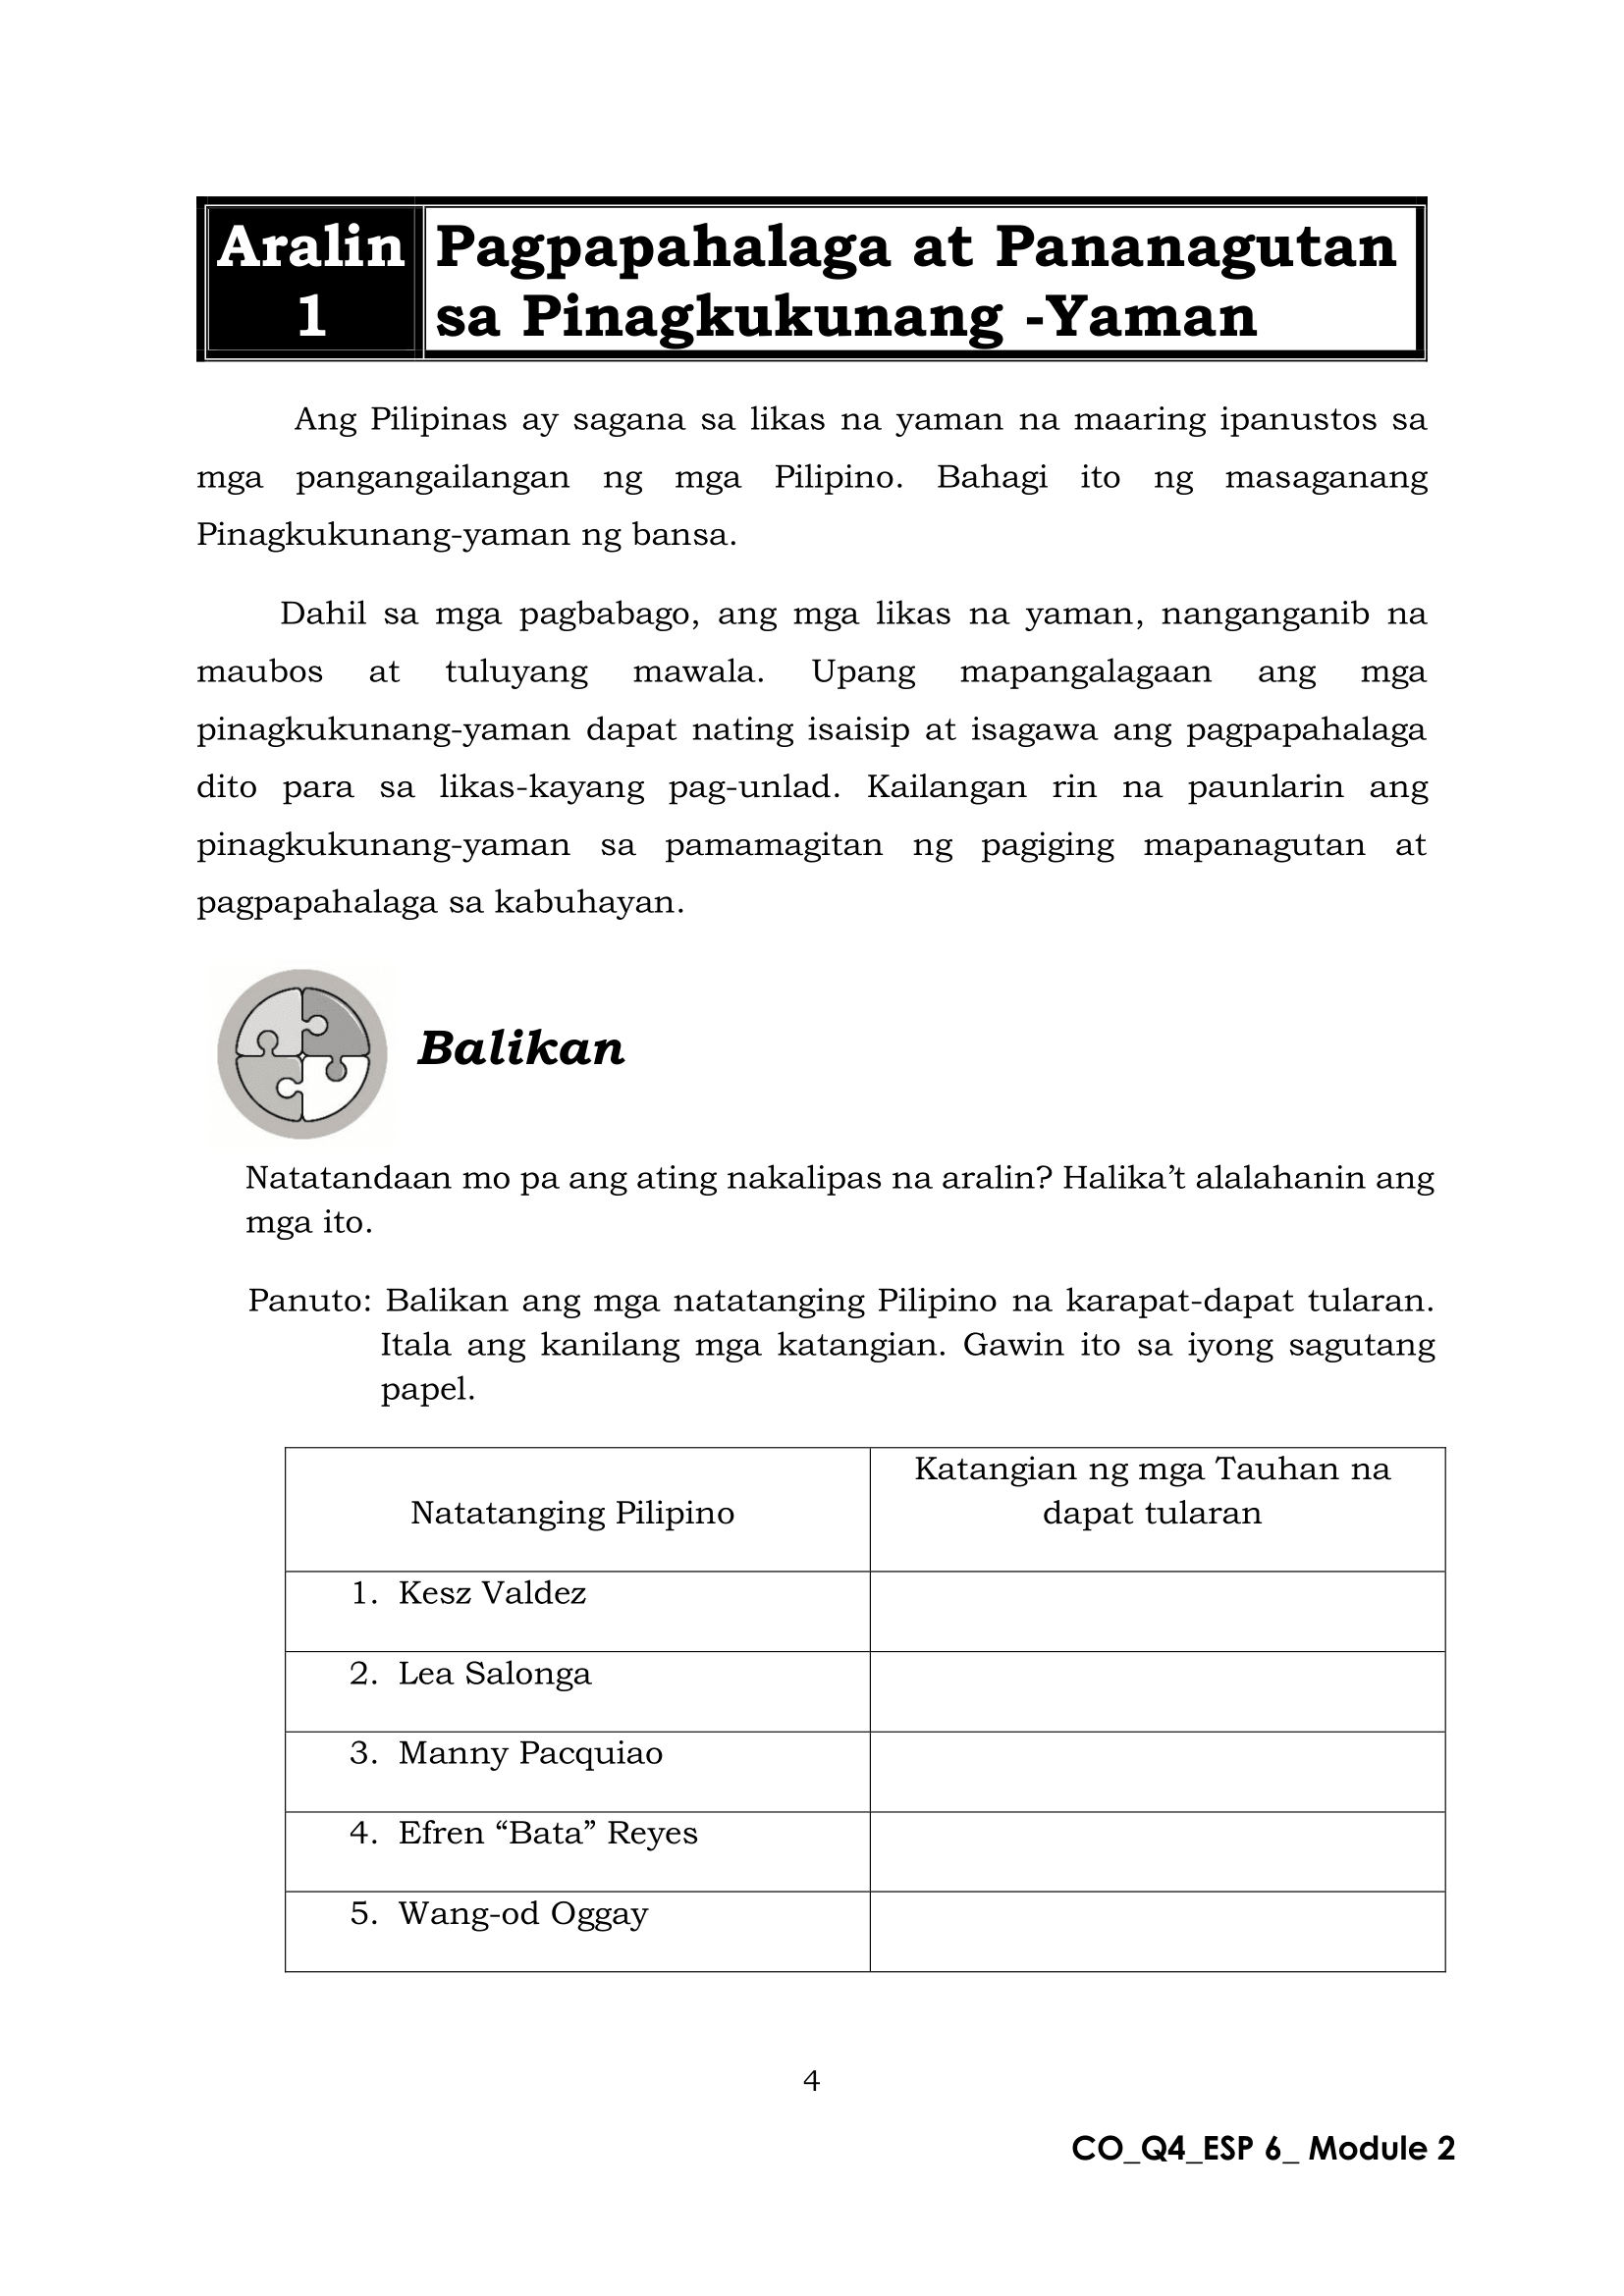 Aralin
1
Pagpapahalaga at Pananagutan
sa Pinagkukunang -Yaman
Ang Pilipinas ay sagana sa likas na yaman na maaring ipanustos sa
mga pangangailangan ng mga Pilipino. Bahagi ito ng masaganang
Pinagkukunang-yaman ng bansa.
Dahil sa mga pagbabago, ang mga likas na yaman, nanganganib na
maubos at tuluyang mawala. Upang mapangalagaan ang mga
pinagkukunang-yaman dapat nating isaisip at isagawa ang pagpapahalaga
dito para sa likas-kayang pag-unlad. Kailangan rin na paunlarin ang
pinagkukunang-yaman sa pamamagitan ng pagiging mapanagutan at
pagpapahalaga sa kabuhayan.
Balikan
Natatandaan mo pa ang ating nakalipas na aralin? Halika’t alalahanin ang
mga ito.
Panuto: Balikan ang mga natatanging Pilipino na karapat-dapat tularan.
Itala ang kanilang mga katangian. Gawin ito sa iyong sagutang
papel.
Natatanging Pilipino
Katangian ng mga Tauhan na
dapat tularan
1. Kesz Valdez
2. Lea Salonga
3. Manny Pacquiao
4. Efren “Bata” Reyes
5. Wang-od Oggay
4
CO_Q4_ESP 6_ Module 2